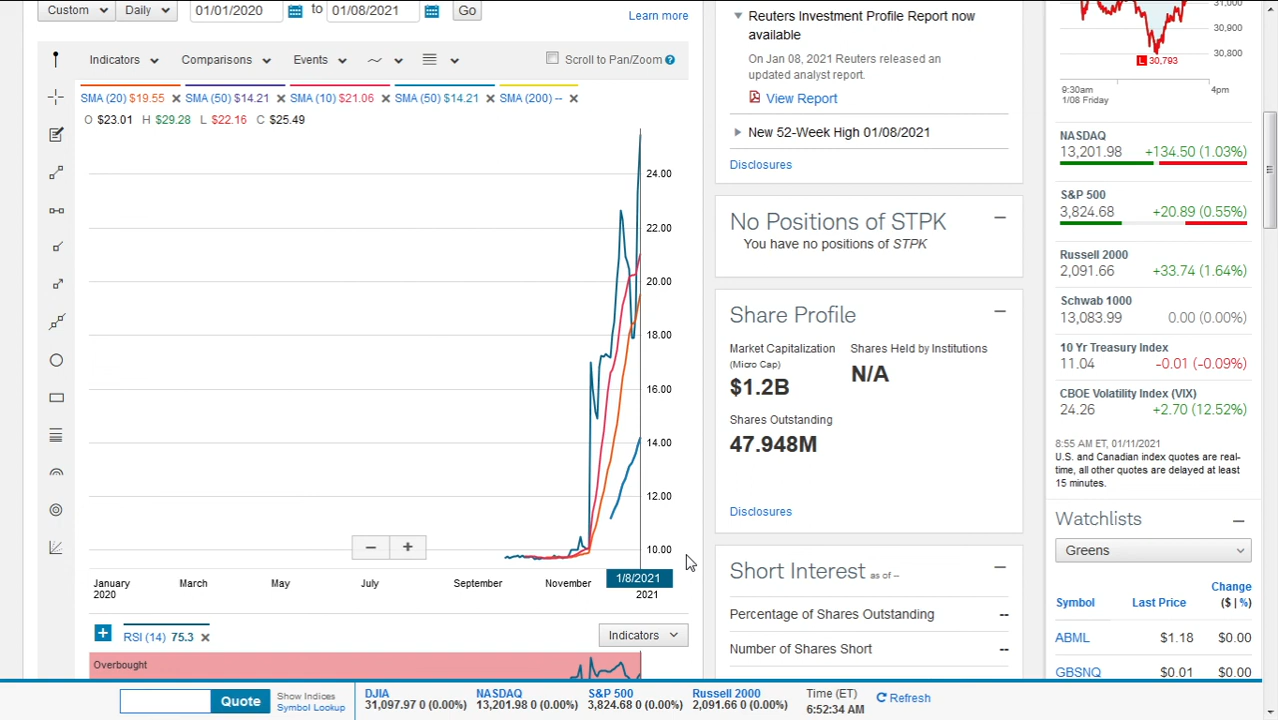 Custom
Daily
01/01/2020
to
01/08/2021
Go
Learn more
Indicators
Comparisons
Events
Scroll to Pan/Zoom
SMA (20) $19.55
SMA (50) $14.21
SMA (10) $21.06
SMA (50) $14.21
SMA (200) --
O $23.01 H $29.28 L $22.16 C $25.49
24.00
22.00
20.00
18.00
16.00
14.00
12.00
10.00
January
2020
March
May
July
September
November
1/8/2021
2021
RSI (14) 75.3
Indicators
Overbought
Reuters Investment Profile Report now
available
On Jan 08, 2021 Reuters released an
updated analyst report.
View Report
New 52-Week High 01/08/2021
Disclosures
No Positions of STPK
You have no positions of STPK
Share Profile
Market Capitalization
(Micro Cap)
$1.2B
Shares Held by Institutions
N/A
Shares Outstanding
47.948M
Disclosures
Short Interest as of --
Percentage of Shares Outstanding --
Number of Shares Short --
31,000
30,900
30,800
L 30,793
9:30am
1/08 Friday
4pm
NASDAQ
13,201.98 +134.50 (1.03%)
S&P 500
3,824.68 +20.89 (0.55%)
Russell 2000
2,091.66 +33.74 (1.64%)
Schwab 1000
13,083.99 0.00 (0.00%)
10 Yr Treasury Index
11.04 -0.01 (-0.09%)
CBOE Volatility Index (VIX)
24.26 +2.70 (12.52%)
8:55 AM ET, 01/11/2021
U.S. and Canadian index quotes are real-
time, all other quotes are delayed at least
15 minutes.
Watchlists
Greens
Symbol
Last Price
Change
($ | %)
ABML $1.18 $0.00
GBSNQ $0.01 $0.00
Quote
Show Indices
Symbol Lookup
DJIA
31,097.97 0 (0.00%)
NASDAQ
13,201.98 0 (0.00%)
S&P 500
3,824.68 0 (0.00%)
Russell 2000
2,091.66 0 (0.00%)
Time (ET)
6:52:34 AM
Refresh